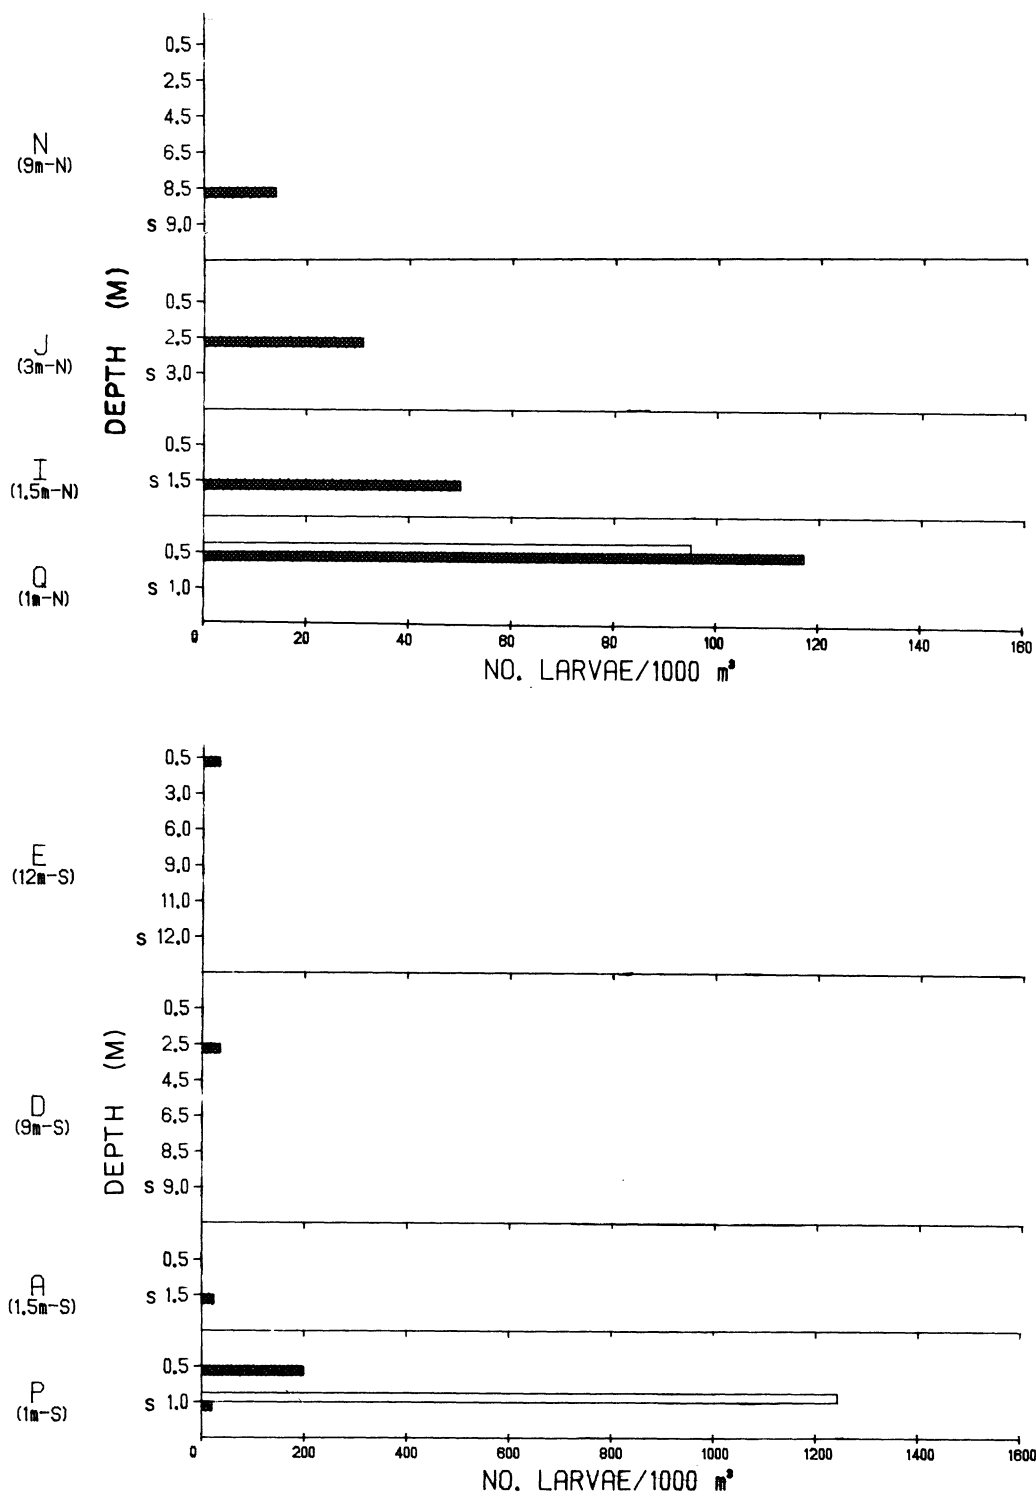 0.5
2.5
4.5
N
(9m-N)
6.5
8.5
S 9.0
DEPTH (M)
0.5
J
(3m-N)
2.5
S 3.0
0.5
I
(1.5m-N)
S 1.5
0.5
Q
(1m-N)
S 1.0
0 20 40 60 80 100 120 140 160
NO. LARVAE/1000 m³
0.5
3.0
6.0
E
(12m-S)
9.0
11.0
S 12.0
DEPTH (M)
0.5
2.5
4.5
D
(9m-S)
6.5
8.5
S 9.0
0.5
A
(1.5m-S)
S 1.5
0.5
P
(1m-S)
S 1.0
0 200 400 600 800 1000 1200 1400 1600
NO. LARVAE/1000 m³